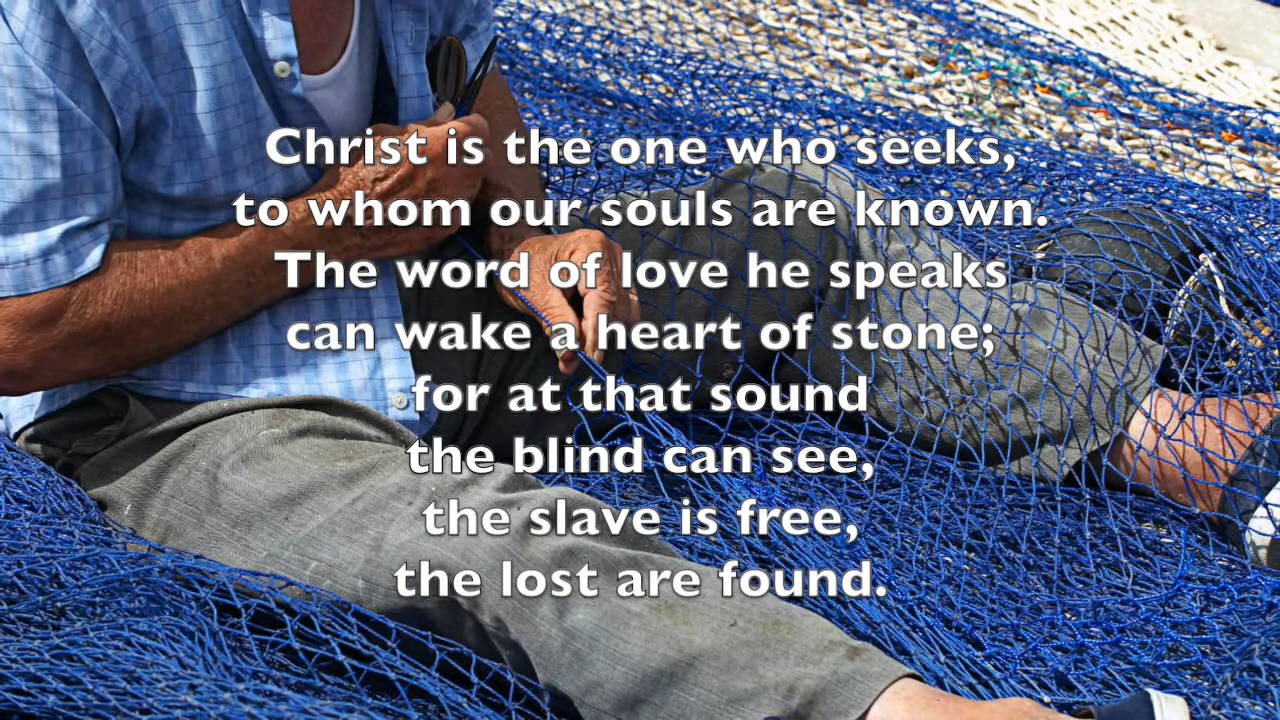 Christ is the one who seeks,
to whom our souls are known.
The word of love he speaks
can wake a heart of stone;
for at that sound
the blind can see,
the slave is free,
the lost are found.